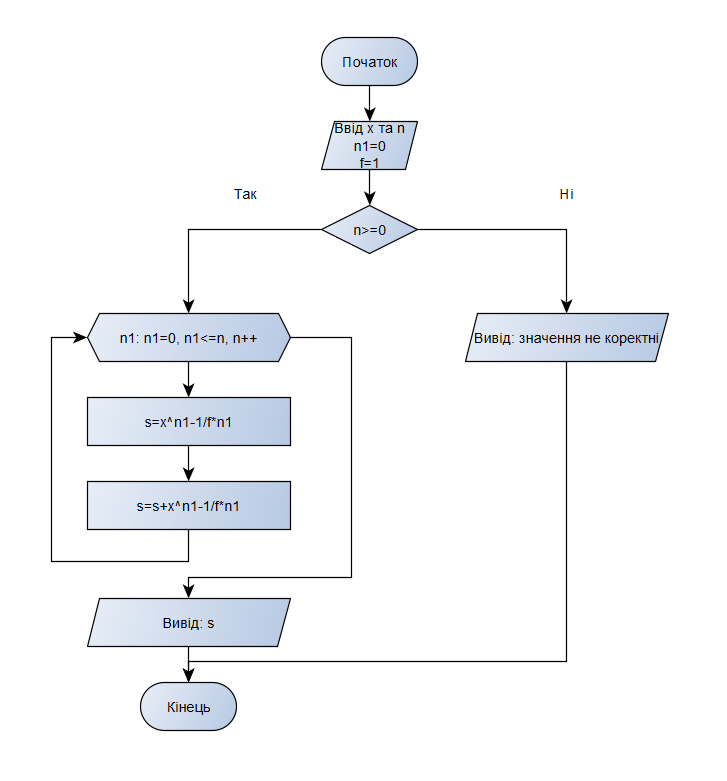 Початок
Ввід x та n
n1=0
f=1
Так
Ні
n>=0
n1: n1=0, n1<=n, n++
Вивід: значення не коректні
s=x^n1-1/f*n1
s=s+x^n1-1/f*n1
Вивід: s
Кінець